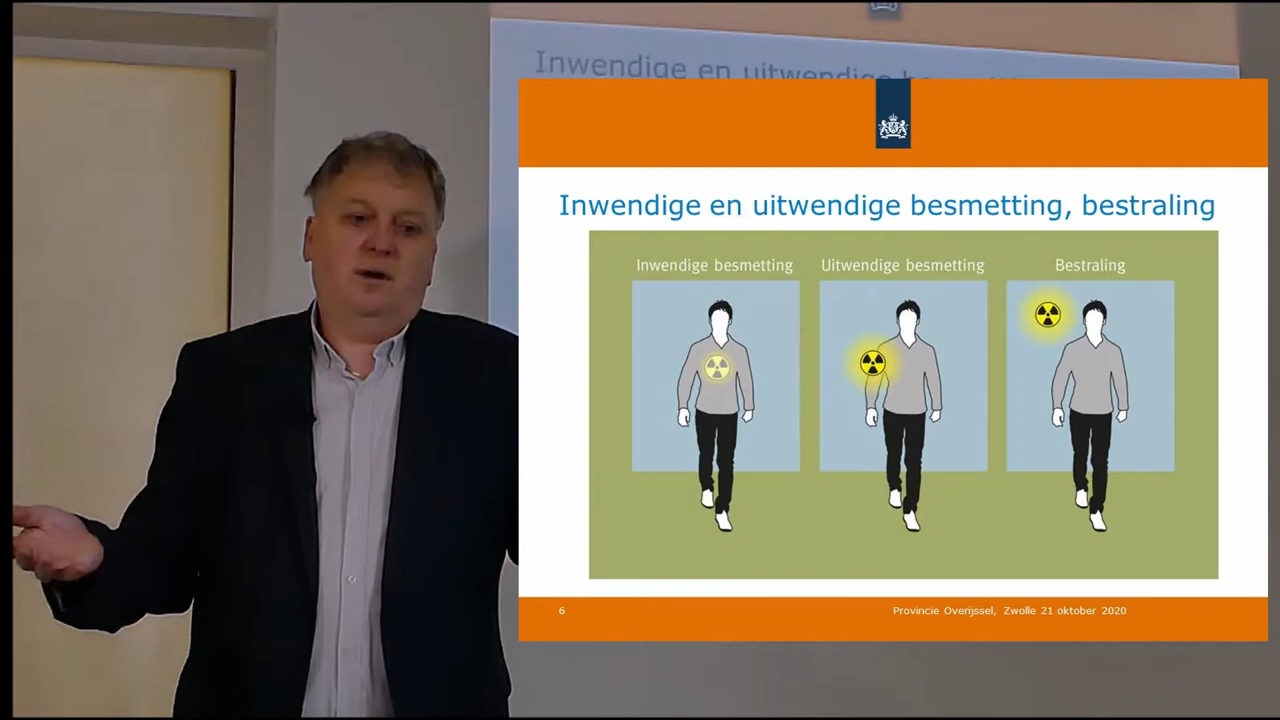 Inwendige en uitwendige
Inwendige en uitwendige besmetting, bestraling
Inwendige besmetting
Uitwendige besmetting
Bestraling
6
Provincie Overijssel, Zwolle 21 oktober 2020